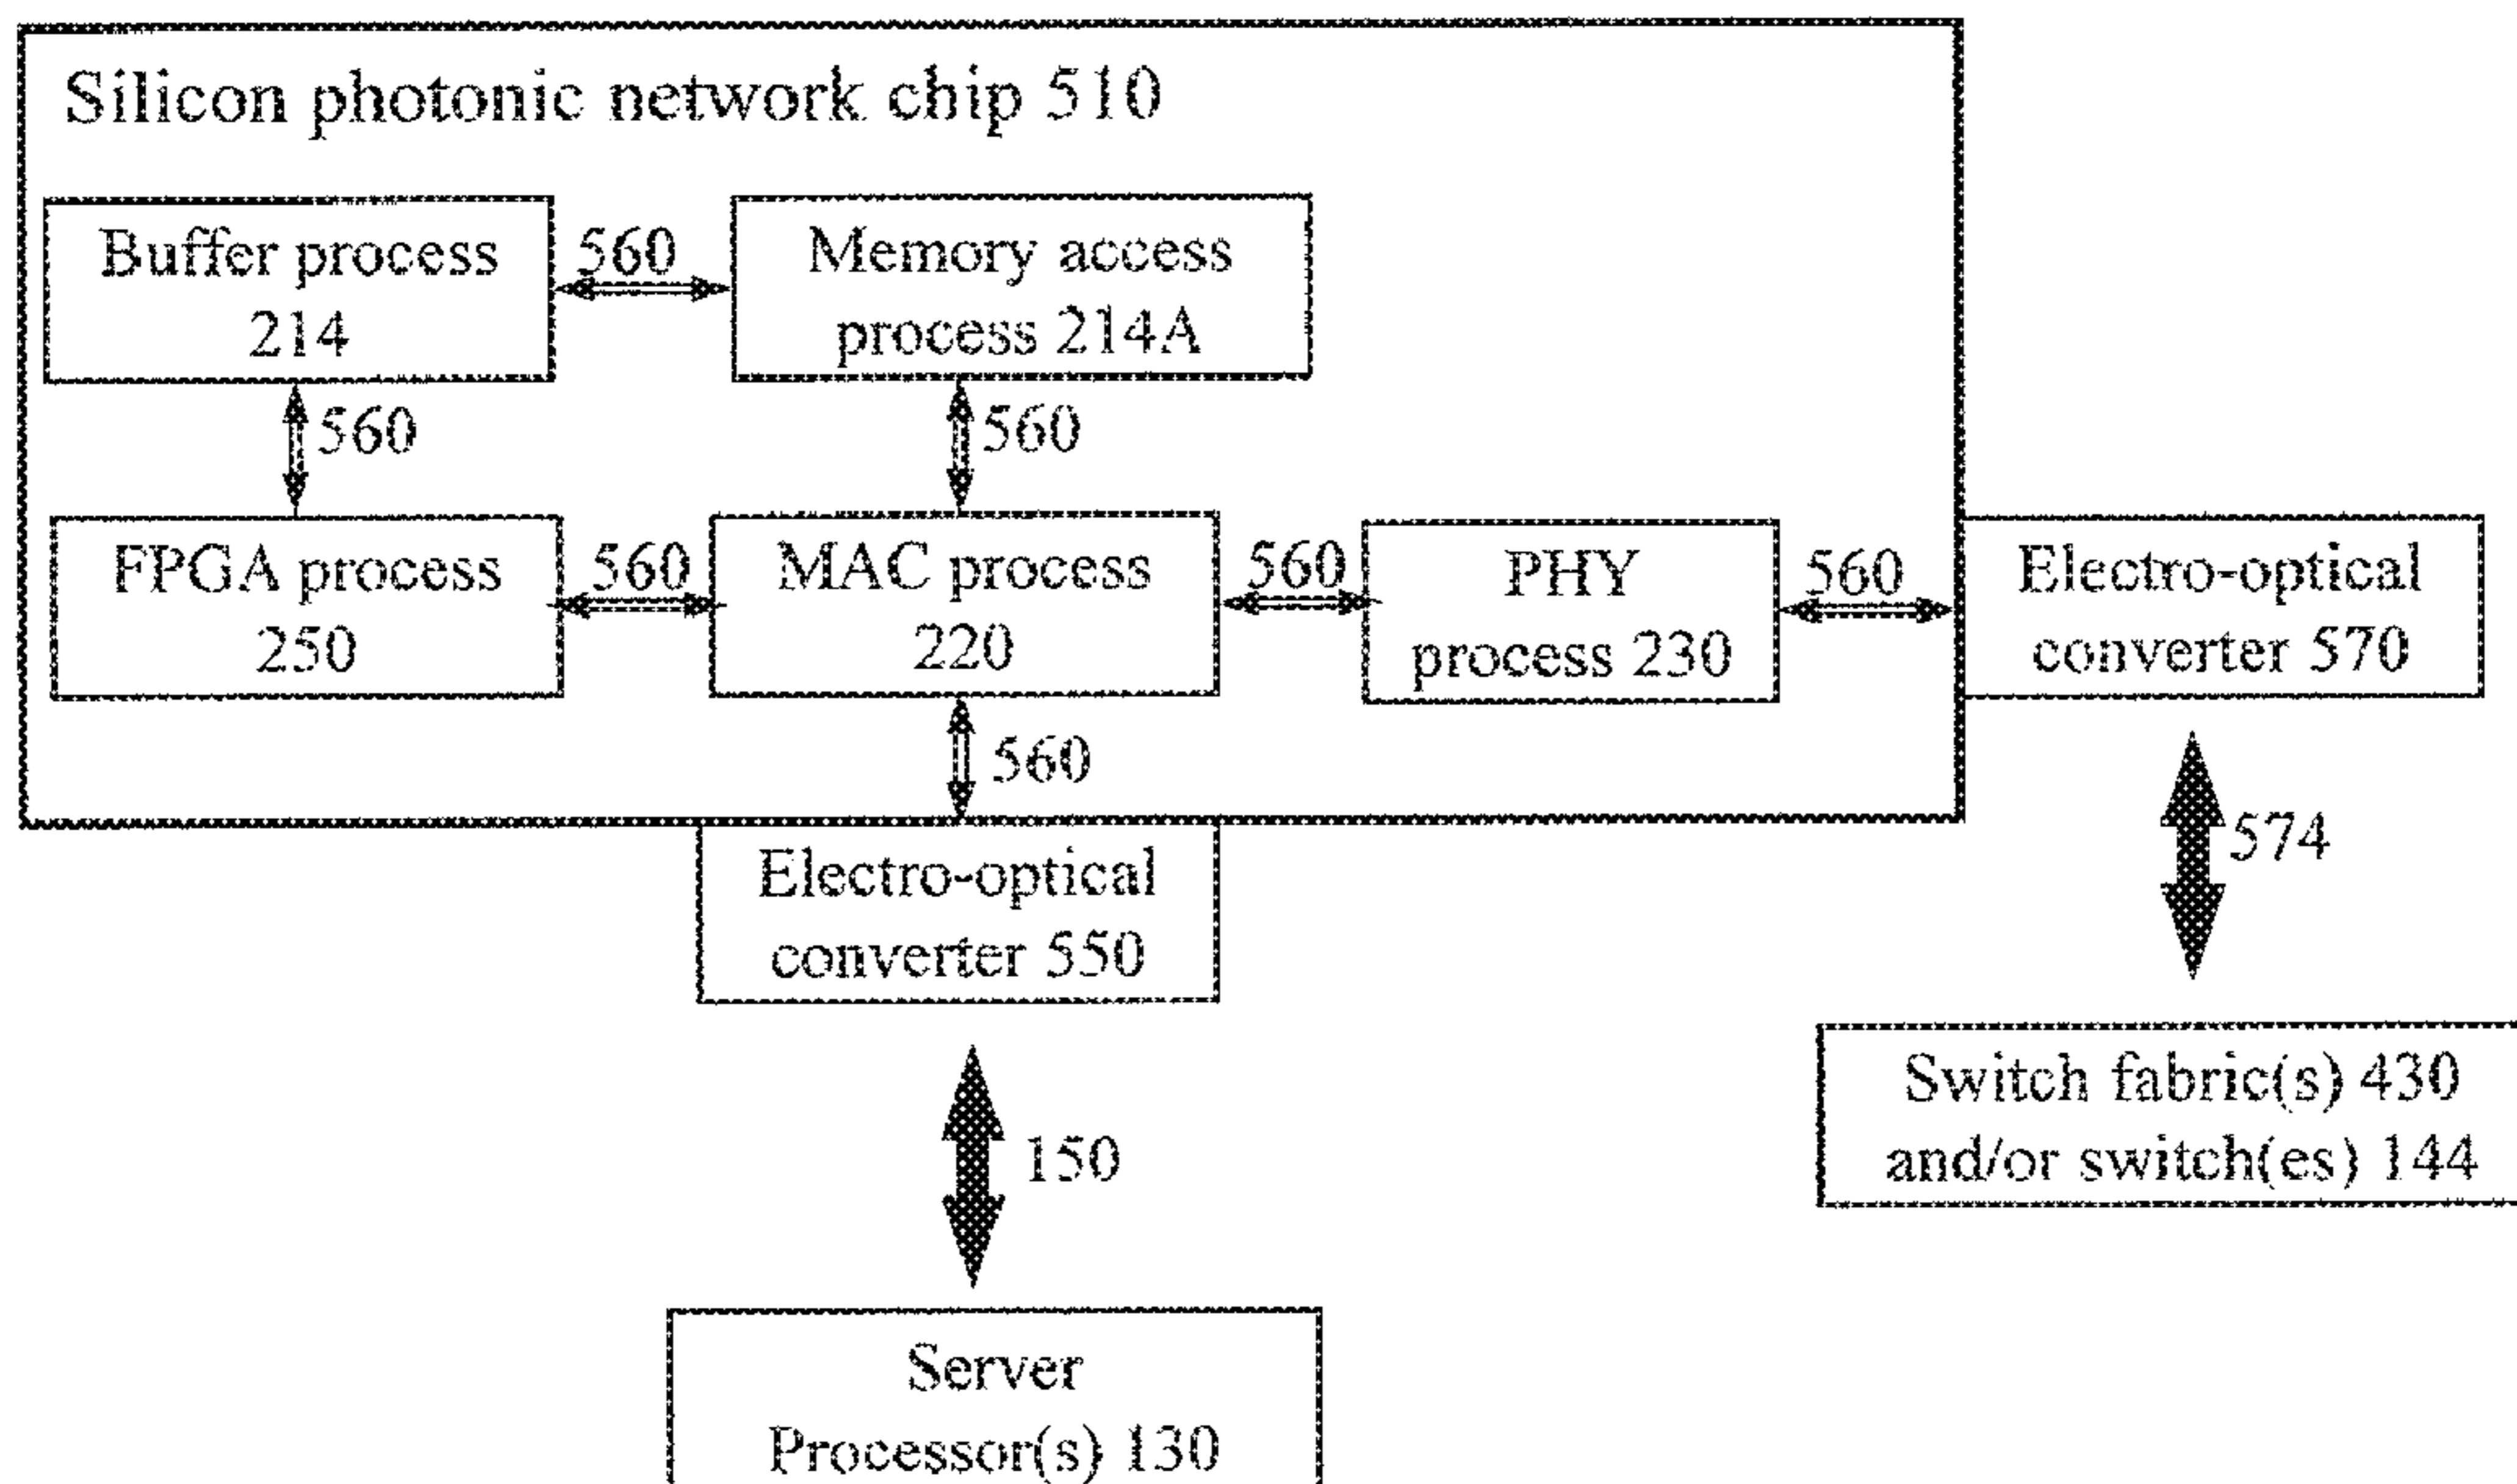 Silicon photonic network chip 510
Buffer process
214
560
Memory access
process 214A
560
560
FPGA process
250
560
MAC process
220
560
PHY
process 230
560
Electro-optical
converter 570
560
574
Electro-optical
converter 550
150
Switch fabric(s) 430
and/or switch(es) 144
Server
Processor(s) 130